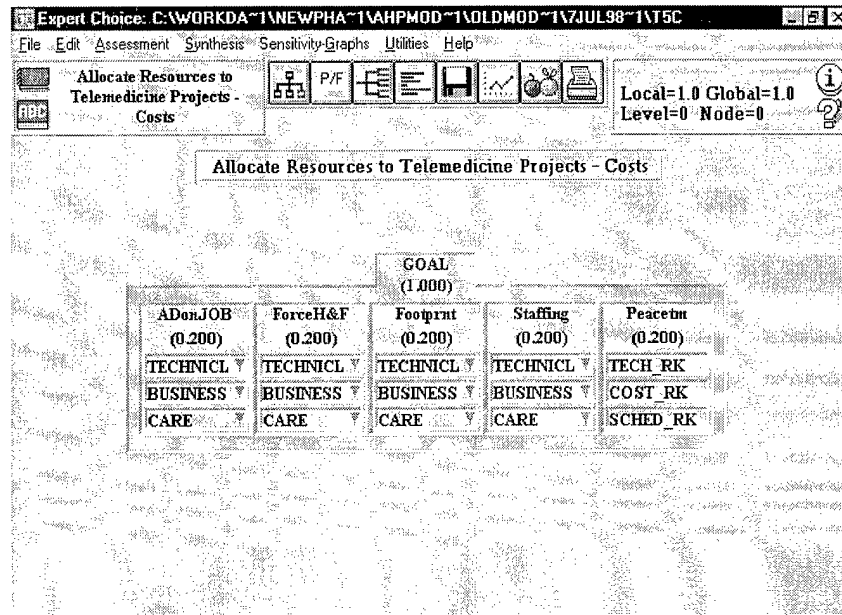 Expert Choice: C:\WORKDA~1\NEWPHA~1\AHPMOD~1\OLDMOD~1\7JUL98~1\T5C
File Edit Assessment Synthesis Sensitivity-Graphs Utilities Help
Allocate Resources to
Telemedicine Projects -
Costs
ABC
P/F
Local=1.0 Global=1.0
Level=0 Node=0
Allocate Resources to Telemedicine Projects - Costs
GOAL
(1.000)
ADonJOB ForceH&F Footprnt Staffing Peacetm
(0.200) (0.200) (0.200) (0.200) (0.200)
TECHNICL TECHNICL TECHNICL TECHNICL TECH_RK
BUSINESS BUSINESS BUSINESS BUSINESS COST_RK
CARE CARE CARE CARE SCHED_RK